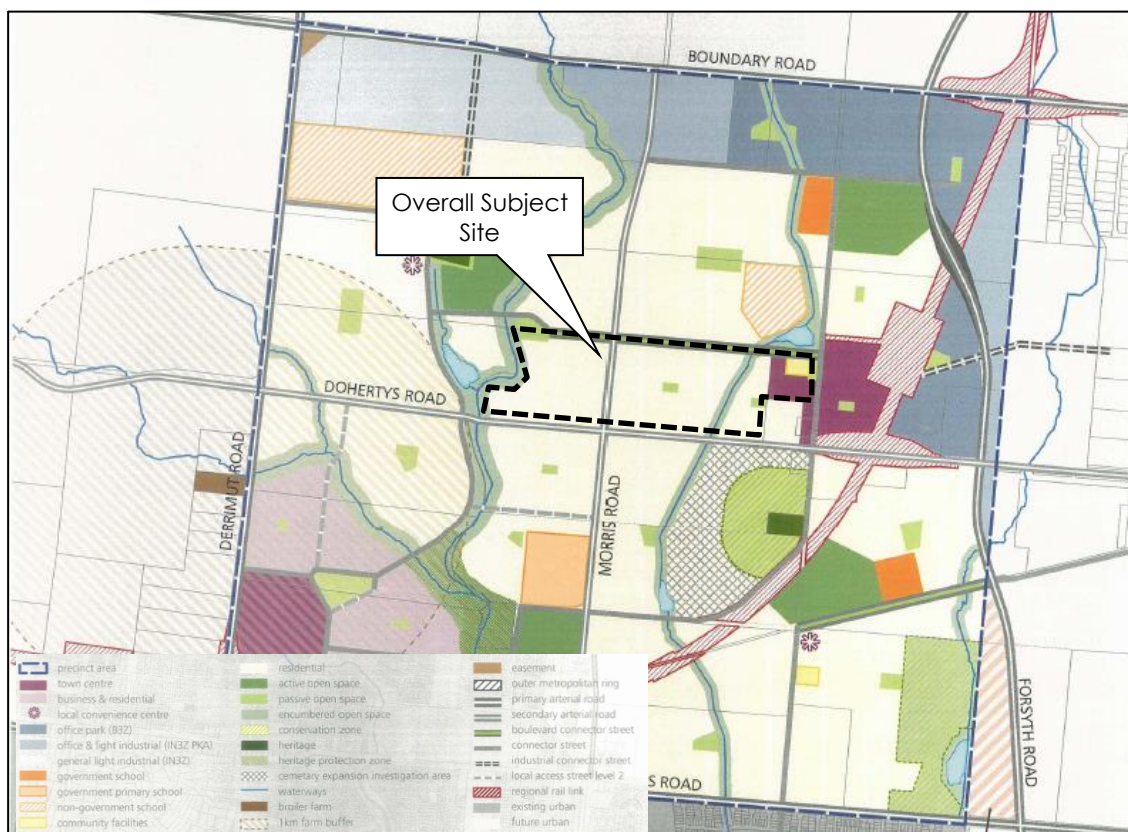 BOUNDARY ROAD
Overall Subject
Site
DOHERTYS ROAD
DERRIMUT ROAD
MORRIS ROAD
FORSYTH ROAD
S ROAD
precinct area
town centre
business & residential
local convenience centre
office park (B3Z)
office & light industrial (IN3Z PKA)
general light industrial (IN3Z)
government school
government primary school
non-government school
community facilities
residential
active open space
passive open space
encumbered open space
conservation zone
heritage
heritage protection zone
cemetary expansion investigation area
waterways
broiler farm
1km farm buffer
easement
outer metropolitan ring
primary arterial road
secondary arterial road
boulevard connector street
connector street
industrial connector street
local access street level 2
regional rail link
existing urban
future urban